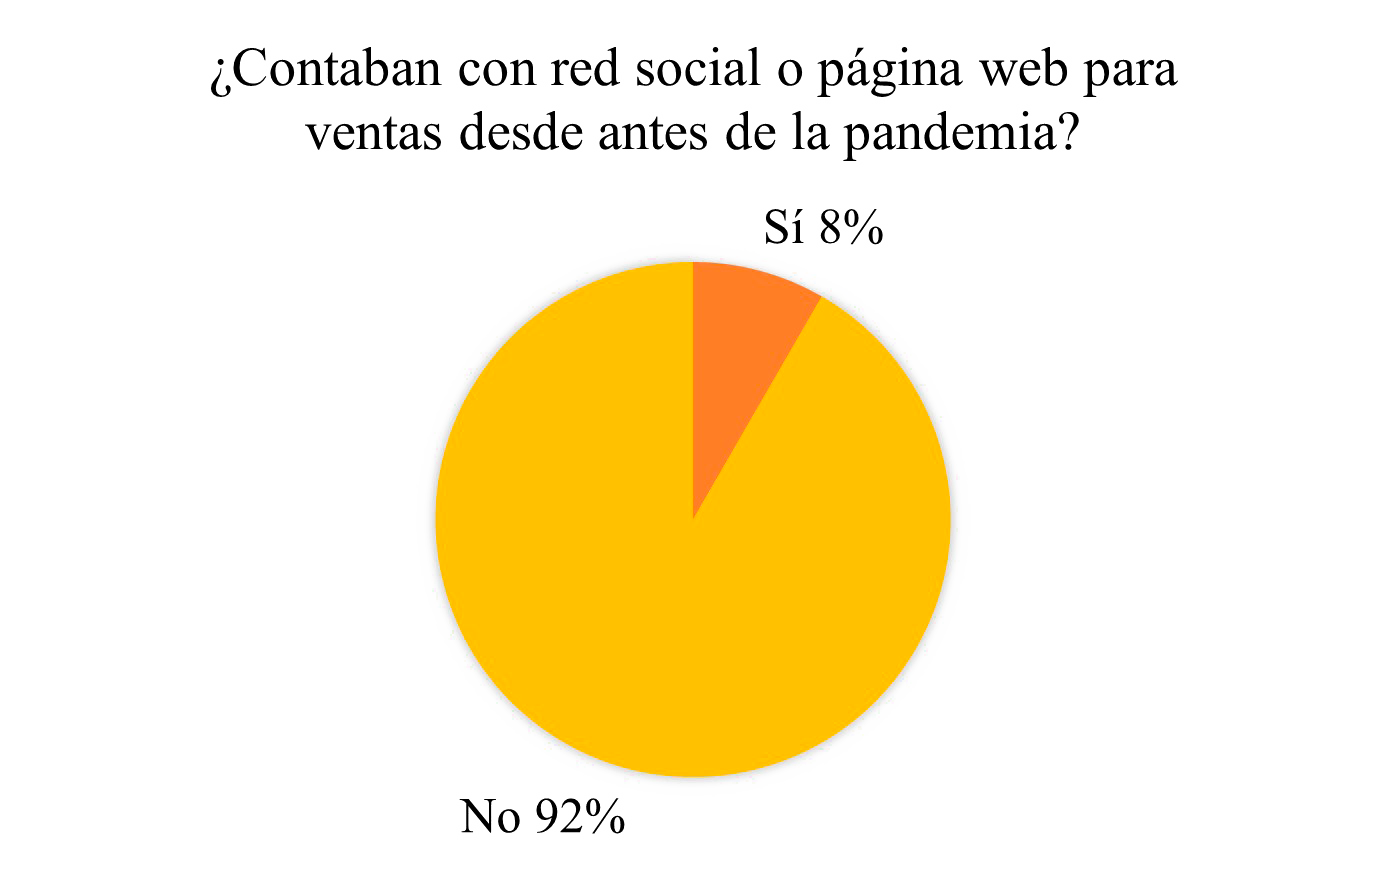 ¿Contaban con red social o página web para
ventas desde antes de la pandemia?
Sí 8%
No 92%